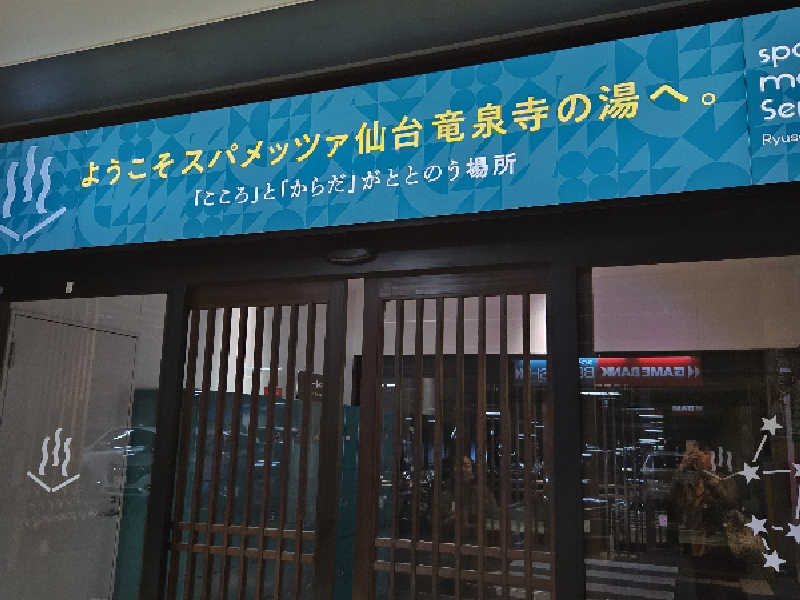 ようこそスパメッツァ仙台竜泉寺の湯へ。
「こころ」と「からだ」がととのう場所
spa
GAMEBANK